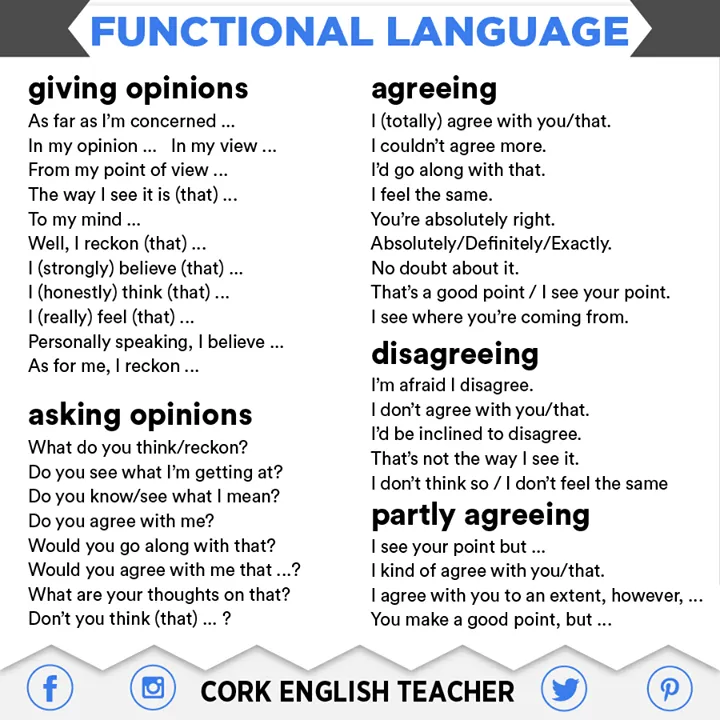 FUNCTIONAL LANGUAGE
giving opinions
As far as I'm concerned ...
In my opinion ... In my view ...
From my point of view ...
The way I see it is (that) ...
To my mind ...
Well, I reckon (that) ...
I (strongly) believe (that) ...
I (honestly) think (that) ...
I (really) feel (that) ...
Personally speaking, I believe ...
As for me, I reckon ...
asking opinions
What do you think/reckon?
Do you see what I'm getting at?
Do you know/see what I mean?
Do you agree with me?
Would you go along with that?
Would you agree with me that ...?
What are your thoughts on that?
Don't you think (that) ... ?
agreeing
I (totally) agree with you/that.
I couldn't agree more.
I'd go along with that.
I feel the same.
You're absolutely right.
Absolutely/Definitely/Exactly.
No doubt about it.
That's a good point / I see your point.
I see where you're coming from.
disagreeing
I'm afraid I disagree.
I don't agree with you/that.
I'd be inclined to disagree.
That's not the way I see it.
I don't think so / I don't feel the same
partly agreeing
I see your point but ...
I kind of agree with you/that.
I agree with you to an extent, however, ...
You make a good point, but ...
CORK ENGLISH TEACHER